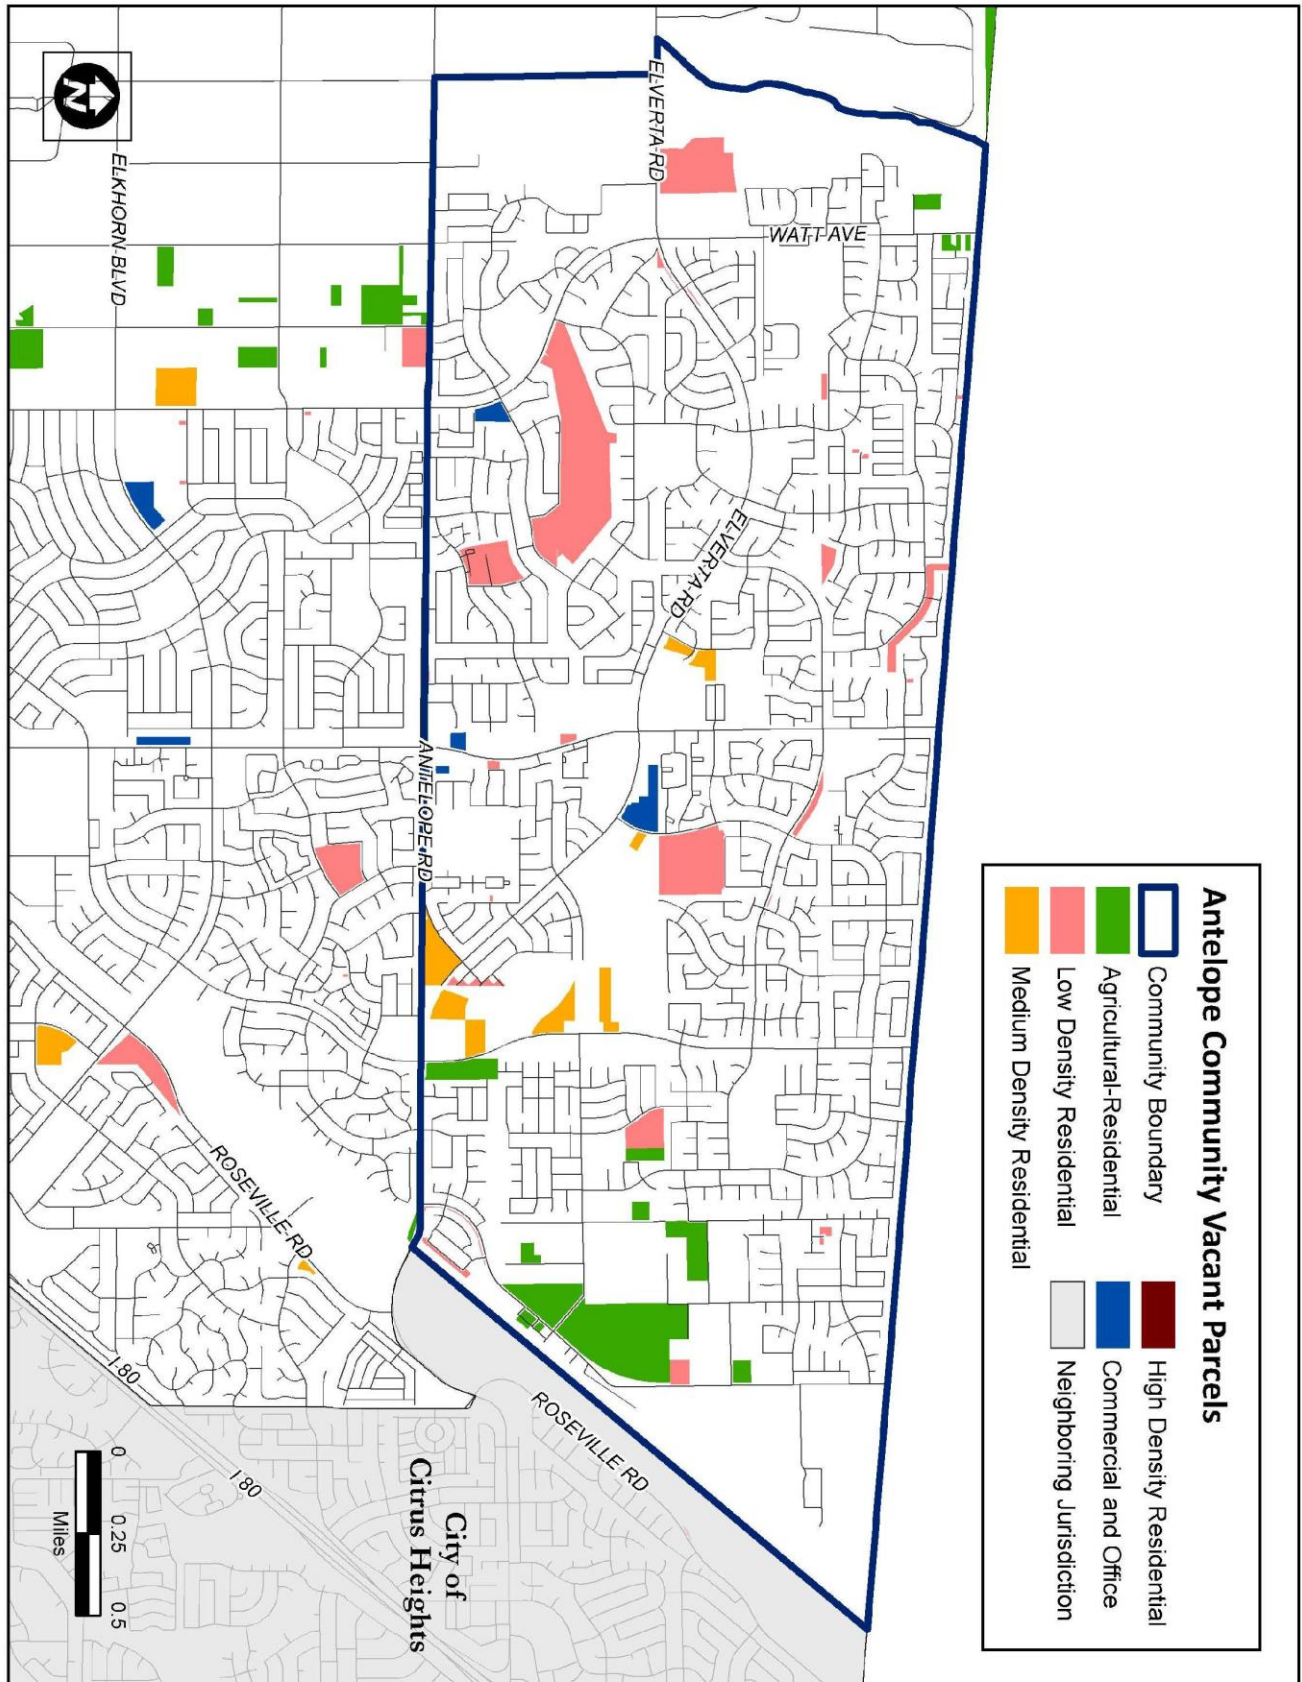 Antelope Community Vacant Parcels
Community Boundary
Agricultural-Residential
Low Density Residential
Medium Density Residential
High Density Residential
Commercial and Office
Neighboring Jurisdiction
WATT AVE
ELVERTA RD
ELVERTA RD
ANTELOPE RD
ELKHORN BLVD
ROSEVILLE RD
ROSEVILLE RD
I-80
I-80
City of
Citrus Heights
N
0 0.25 0.5
Miles